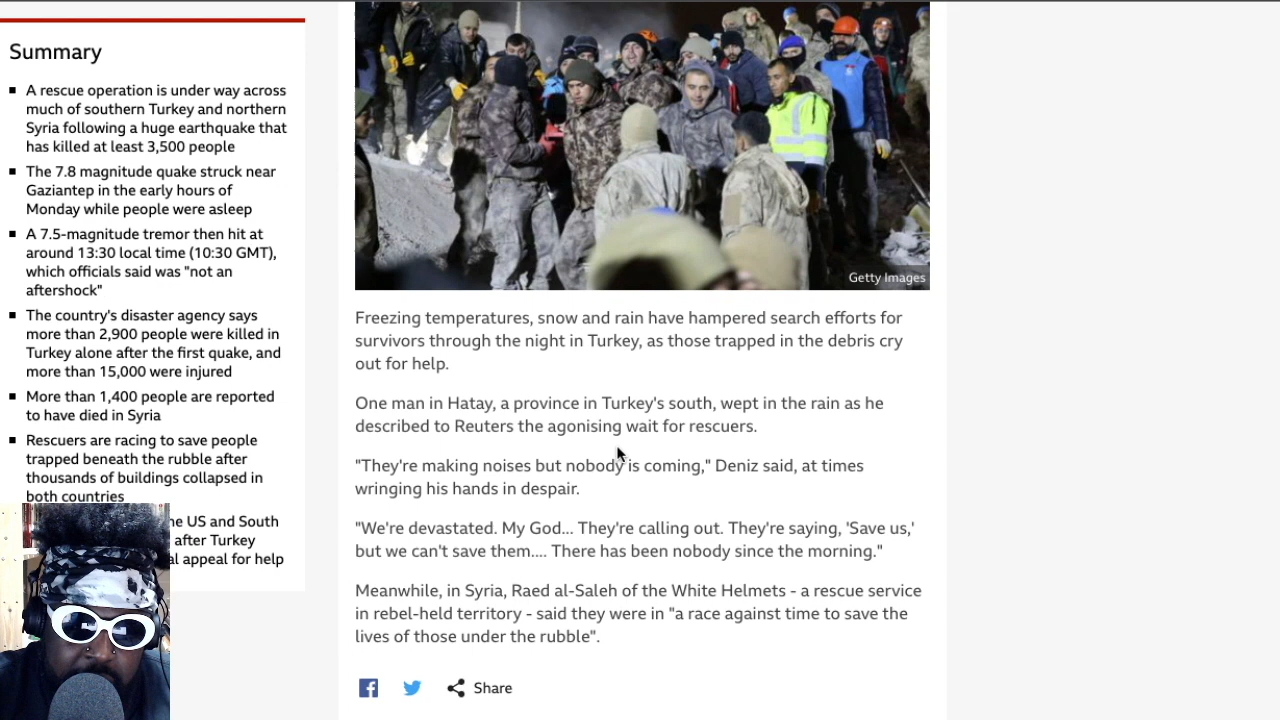 Summary
A rescue operation is under way across
much of southern Turkey and northern
Syria following a huge earthquake that
has killed at least 3,500 people
The 7.8 magnitude quake struck near
Gaziantep in the early hours of
Monday while people were asleep
A 7.5-magnitude tremor then hit at
around 13:30 local time (10:30 GMT),
which officials said was "not an
aftershock"
The country's disaster agency says
more than 2,900 people were killed in
Turkey alone after the first quake, and
more than 15,000 were injured
More than 1,400 people are reported
to have died in Syria
Rescuers are racing to save people
trapped beneath the rubble after
thousands of buildings collapsed in
both countries
he US and South
after Turkey
al appeal for help
Getty Images
Freezing temperatures, snow and rain have hampered search efforts for
survivors through the night in Turkey, as those trapped in the debris cry
out for help.
One man in Hatay, a province in Turkey's south, wept in the rain as he
described to Reuters the agonising wait for rescuers.
"They're making noises but nobody is coming," Deniz said, at times
wringing his hands in despair.
"We're devastated. My God... They're calling out. They're saying, 'Save us,'
but we can't save them.... There has been nobody since the morning."
Meanwhile, in Syria, Raed al-Saleh of the White Helmets - a rescue service
in rebel-held territory - said they were in "a race against time to save the
lives of those under the rubble".
Share